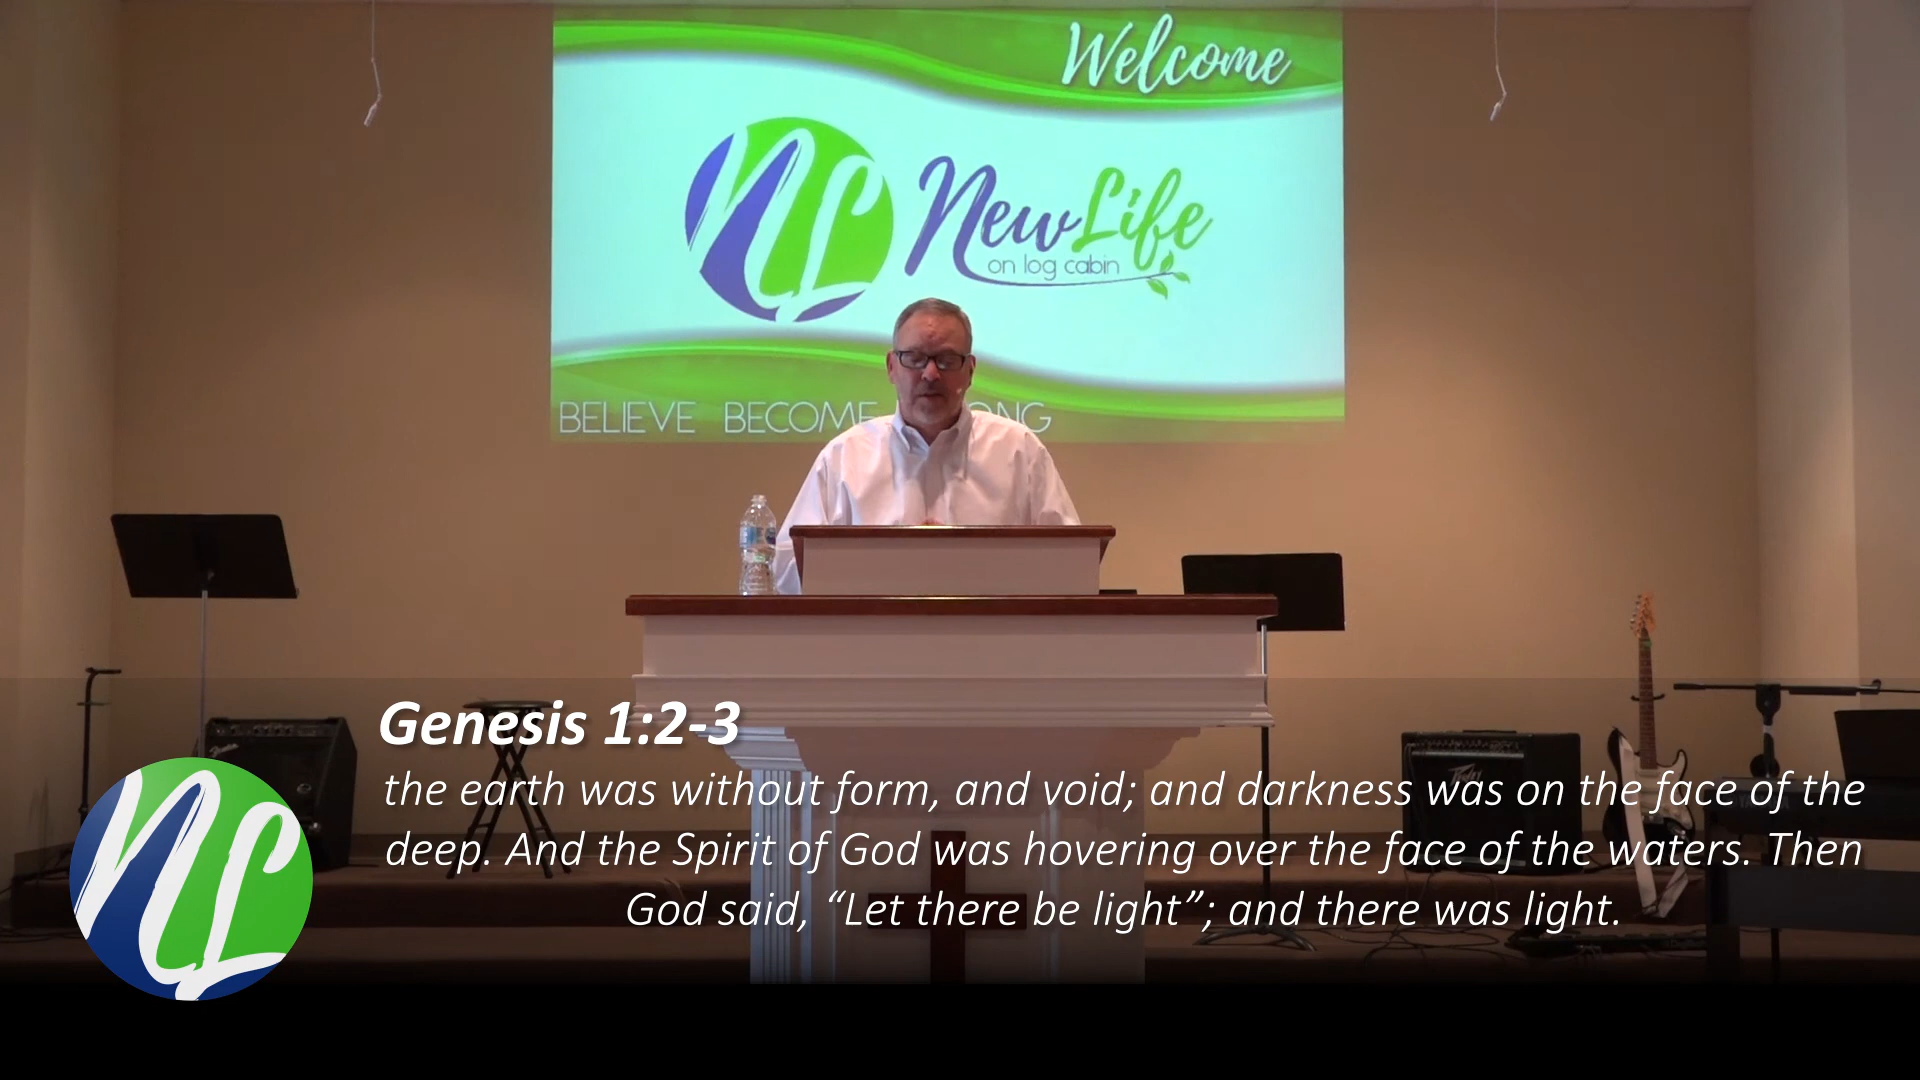 Welcome
NL
NewLife
on log cabin
BELIEVE BECOME
Genesis 1:2-3
the earth was without form, and void; and darkness was on the face of the
deep. And the Spirit of God was hovering over the face of the waters. Then
God said, “Let there be light”; and there was light.
NL
Peavey